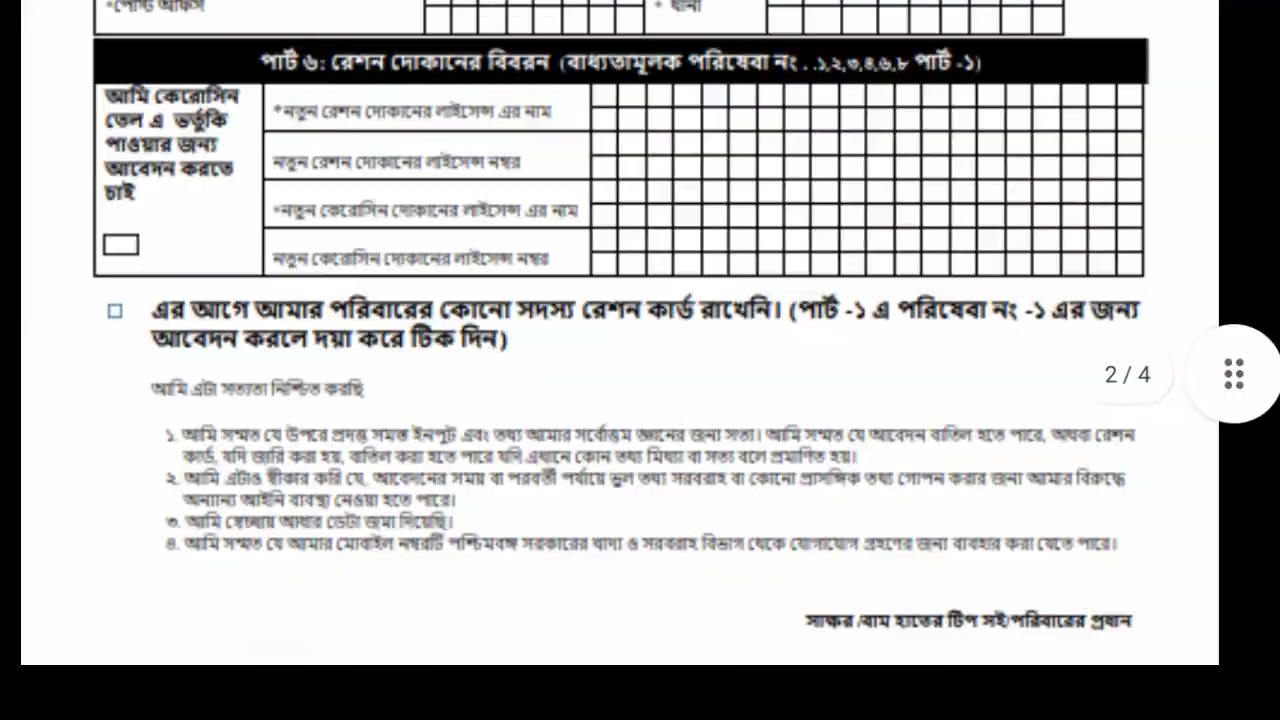 *পোস্ট অফিস
* থানা
পার্ট ৬: রেশন দোকানের বিবরন (বাধ্যতামূলক পরিষেবা নং . .১,২,৩,৪,৬,৮ পার্ট -১)
আমি কেরোসিন
তেল এ ভর্তুকি
পাওয়ার জন্য
আবেদন করতে
চাই
*নতুন রেশন দোকানের লাইসেন্স এর নাম
নতুন রেশন দোকানের লাইসেন্স নম্বর
*নতুন কেরোসিন দোকানের লাইসেন্স এর নাম
নতুন কেরোসিন দোকানের লাইসেন্স নম্বর
এর আগে আমার পরিবারের কোনো সদস্য রেশন কার্ড রাখেনি। (পার্ট -১ এ পরিষেবা নং -১ এর জন্য
আবেদন করলে দয়া করে টিক দিন)
2 / 4
আমি এটা সত্যতা নিশ্চিত করছি
১. আমি সম্মত যে উপরে প্রদত্ত সমস্ত ইনপুট এবং তথ্য আমার সর্বোত্তম জ্ঞানের জন্য সত্য। আমি সম্মত যে আবেদন বাতিল হতে পারে, অথবা রেশন
কার্ড, যদি জারি করা হয়, বাতিল করা হতে পারে যদি এখানে কোন তথ্য মিথ্যা বা সত্য বলে প্রমাণিত হয়।
২. আমি এটাও স্বীকার করি যে, আবেদনের সময় বা পরবর্তী পর্যায়ে ভুল তথ্য সরবরাহ বা কোনো প্রাসঙ্গিক তথ্য গোপন করার জন্য আমার বিরুদ্ধে
অন্যান্য আইনি ব্যবস্থা নেওয়া হতে পারে।
৩. আমি স্বেচ্ছায় আধার ডেটা জমা দিয়েছি।
৪. আমি সম্মত যে আমার মোবাইল নম্বরটি পশ্চিমবঙ্গ সরকারের খাদ্য ও সরবরাহ বিভাগ থেকে যোগাযোগ গ্রহণের জন্য ব্যবহার করা যেতে পারে।
সাক্ষর /বাম হাতের টিপ সই/পরিবারের প্রধান